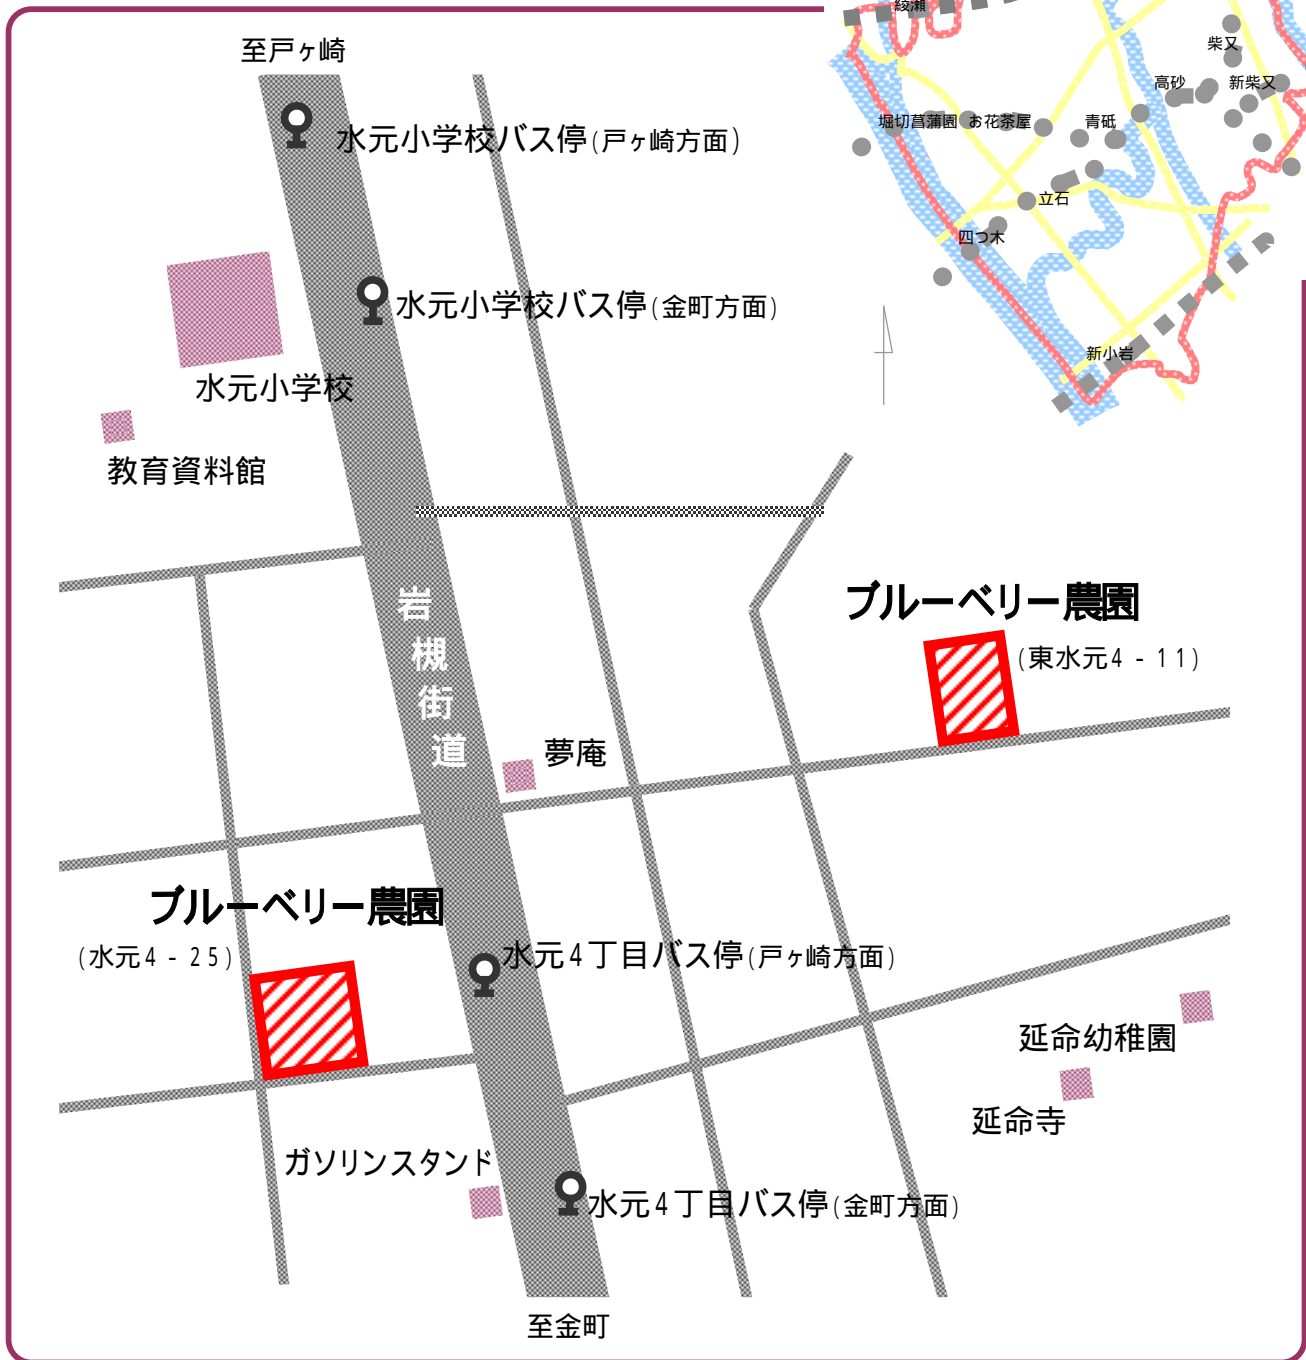 綾瀬
至戸ヶ崎
柴又
高砂
新柴又
水元小学校バス停(戸ヶ崎方面)
堀切菖蒲園
お花茶屋
青砥
立石
四つ木
水元小学校バス停(金町方面)
新小岩
水元小学校
教育資料館
岩槻街道
ブルーベリー農園
(東水元4-11)
夢庵
ブルーベリー農園
(水元4-25)
水元4丁目バス停(戸ヶ崎方面)
延命幼稚園
延命寺
ガソリンスタンド
水元4丁目バス停(金町方面)
至金町